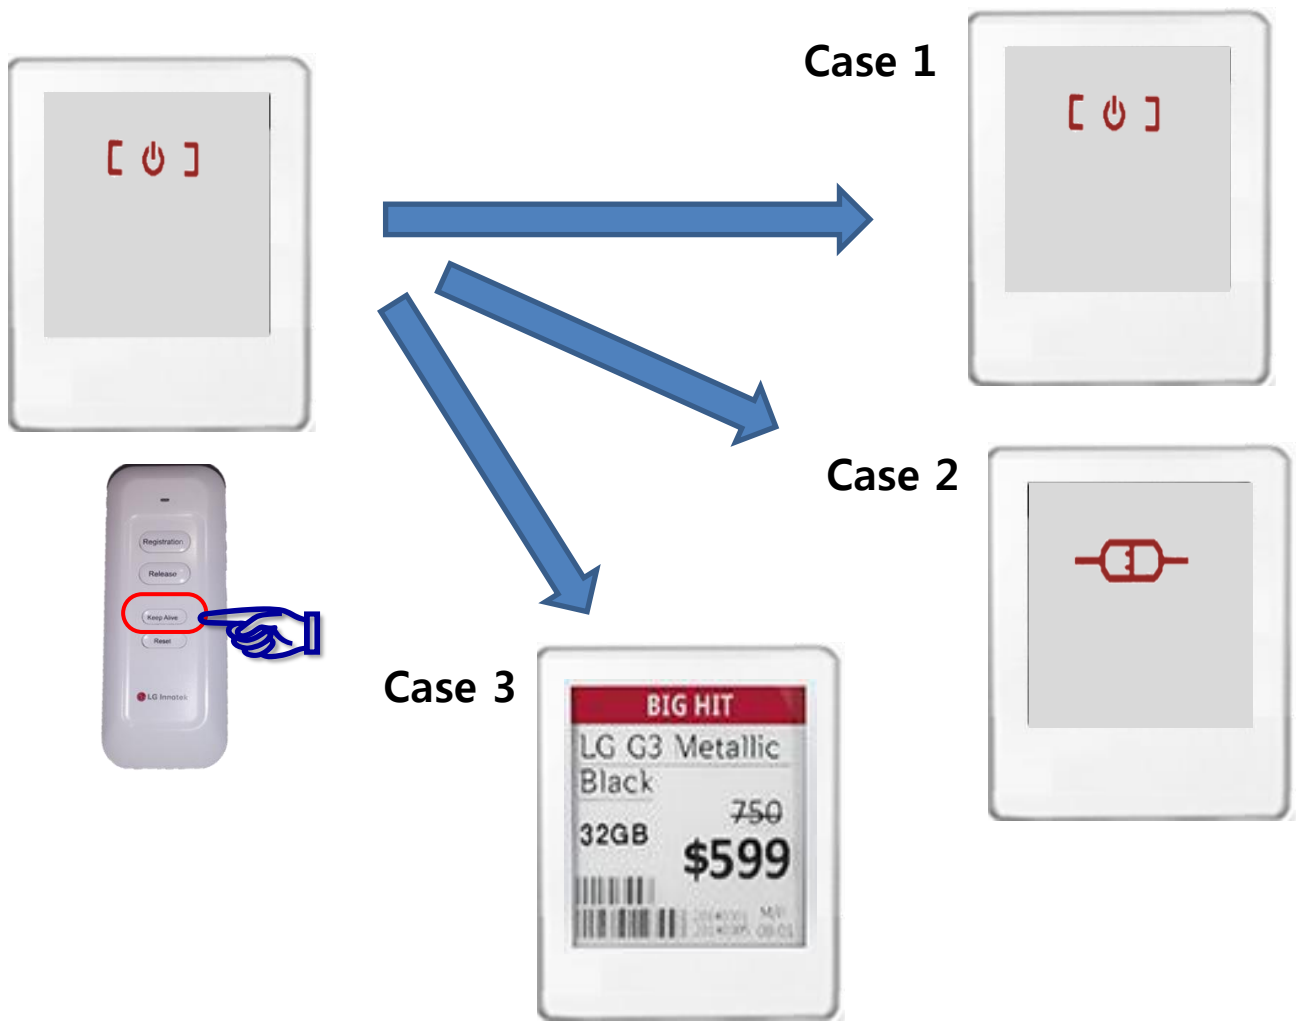 Case 1
Registration
Release
Keep Alive
Reset
LG Innotek
Case 2
Case 3
BIG HIT
LG G3 Metallic
Black
750
32GB
$599